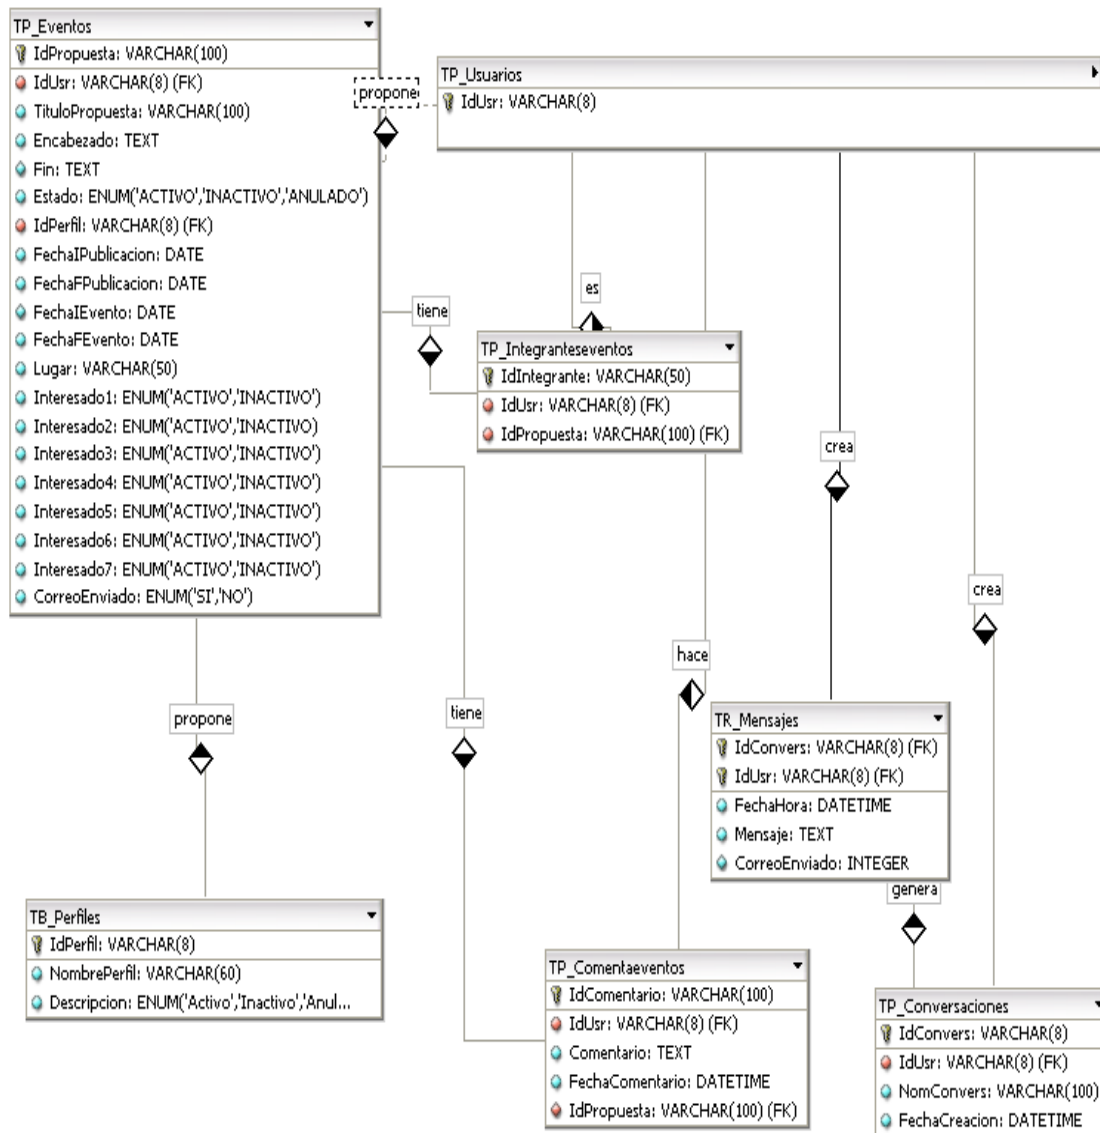 TP_Eventos
IdPropuesta: VARCHAR(100)
IdUsr: VARCHAR(8) (FK)
TituloPropuesta: VARCHAR(100)
Encabezado: TEXT
Fin: TEXT
Estado: ENUM('ACTIVO','INACTIVO','ANULADO')
IdPerfil: VARCHAR(8) (FK)
FechaIPublicacion: DATE
FechaFPublicacion: DATE
FechaIEvento: DATE
FechaFEvento: DATE
Lugar: VARCHAR(50)
Interesado1: ENUM('ACTIVO','INACTIVO')
Interesado2: ENUM('ACTIVO','INACTIVO)
Interesado3: ENUM('ACTIVO','INACTIVO')
Interesado4: ENUM('ACTIVO','INACTIVO')
Interesado5: ENUM('ACTIVO','INACTIVO')
Interesado6: ENUM('ACTIVO','INACTIVO')
Interesado7: ENUM('ACTIVO','INACTIVO')
CorreoEnviado: ENUM('SI','NO')
propone
TP_Usuarios
IdUsr: VARCHAR(8)
es
tiene
TP_Integranteseventos
IdIntegrante: VARCHAR(50)
IdUsr: VARCHAR(8) (FK)
IdPropuesta: VARCHAR(100) (FK)
crea
crea
hace
tiene
propone
TR_Mensajes
IdConvers: VARCHAR(8) (FK)
IdUsr: VARCHAR(8) (FK)
FechaHora: DATETIME
Mensaje: TEXT
CorreoEnviado: INTEGER
genera
TB_Perfiles
IdPerfil: VARCHAR(8)
NombrePerfil: VARCHAR(60)
Descripcion: ENUM('Activo','Inactivo','Anul...
TP_Comentaeventos
IdComentario: VARCHAR(100)
IdUsr: VARCHAR(8) (FK)
Comentario: TEXT
FechaComentario: DATETIME
IdPropuesta: VARCHAR(100) (FK)
TP_Conversaciones
IdConvers: VARCHAR(8)
IdUsr: VARCHAR(8) (FK)
NomConvers: VARCHAR(100)
FechaCreacion: DATETIME